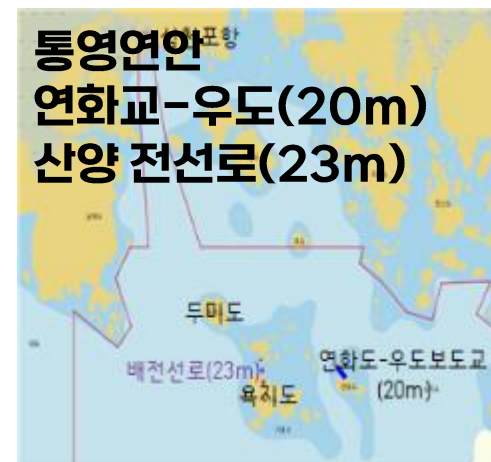 통영연안
연화교-우도(20m)
산양 전선로(23m)
두미도
배전선로(23m)
욕지도
연화도-우도보도교
(20m)